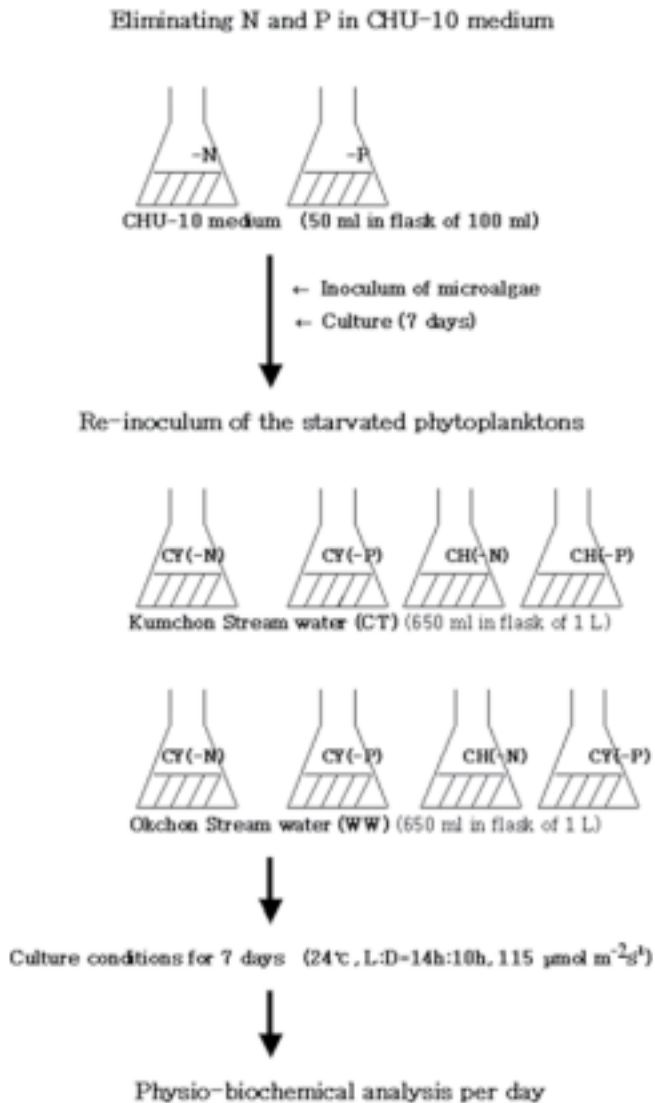 Eliminating N and P in CHU-10 medium
-N -P
CHU-10 medium (50 ml in flask of 100 ml)
← Inoculum of microalgae
← Culture (7 days)
Re-inoculum of the starvated phytoplanktons
CY(-N) CY(-P) CH(-N) CH(-P)
Kumchon Stream water (CT) (650 ml in flask of 1 L)
CY(-N) CY(-P) CH(-N) CY(-P)
Okchon Stream water (WW) (650 ml in flask of 1 L)
Culture conditions for 7 days (24℃, L:D-14h:10h, 115 μmol m⁻²s¹)
Physio-biochemical analysis per day